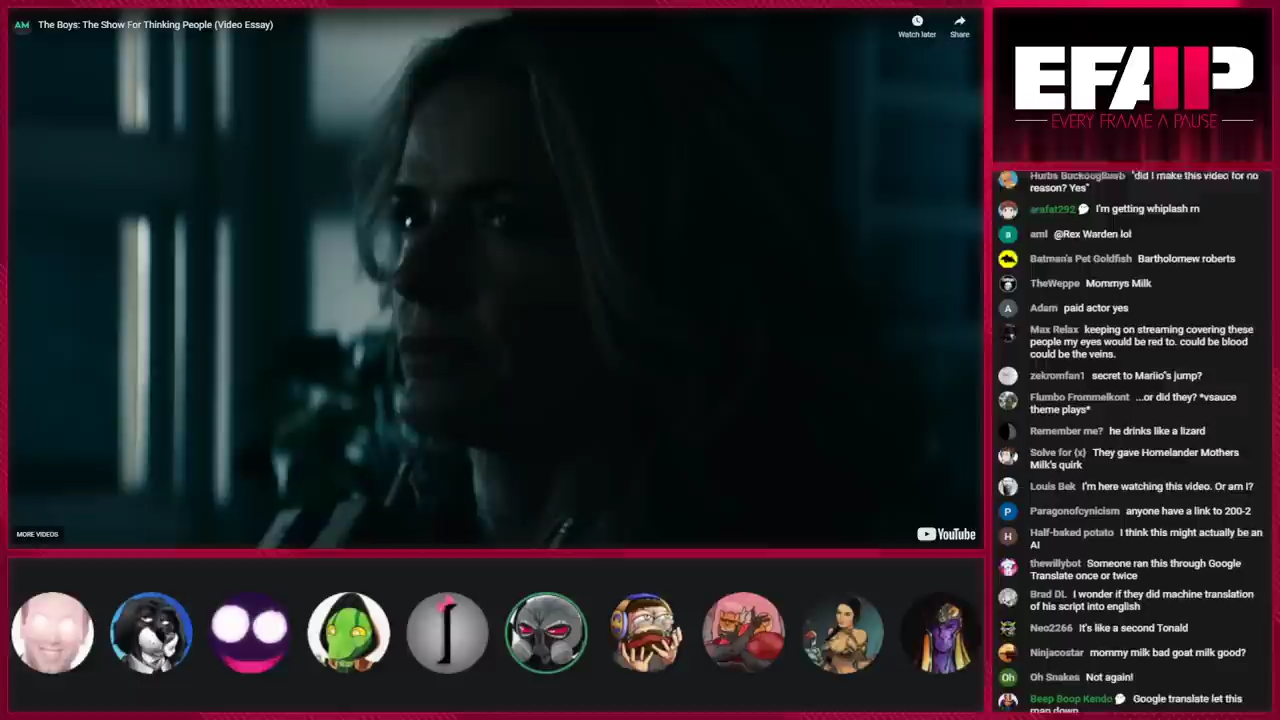 AM The Boys: The Show For Thinking People (Video Essay)
Watch later
Share
MORE VIDEOS
YouTube
EFAP
EVERY FRAME A PAUSE
Hurbs BuckoogBarb "did I make this video for no
reason? Yes"
arafat292 I'm getting whiplash rn
a aml @Rex Warden lol
Batman's Pet Goldfish Bartholomew roberts
TheWeppe Mommys Milk
A Adam paid actor yes
Max Relax keeping on streaming covering these
people my eyes would be red to. could be blood
could be the veins.
zekromfan1 secret to Mariio"s jump?
Flumbo Frommelkont ...or did they? *vsauce
theme plays*
Remember me? he drinks like a lizard
Solve for {x} They gave Homelander Mothers
Milk's quirk
Louis Bek I'm here watching this video. Or am I?
P Paragonofcynicism anyone have a link to 200-2
H Half-baked potato I think this might actually be an
AI
thewillybot Someone ran this through Google
Translate once or twice
Brad DL I wonder if they did machine translation
of his script into english
Neo2266 It's like a second Tonald
Ninjacostar mommy milk bad goat milk good?
Oh Oh Snakes Not again!
Beep Boop Kendo Google translate let this
man down